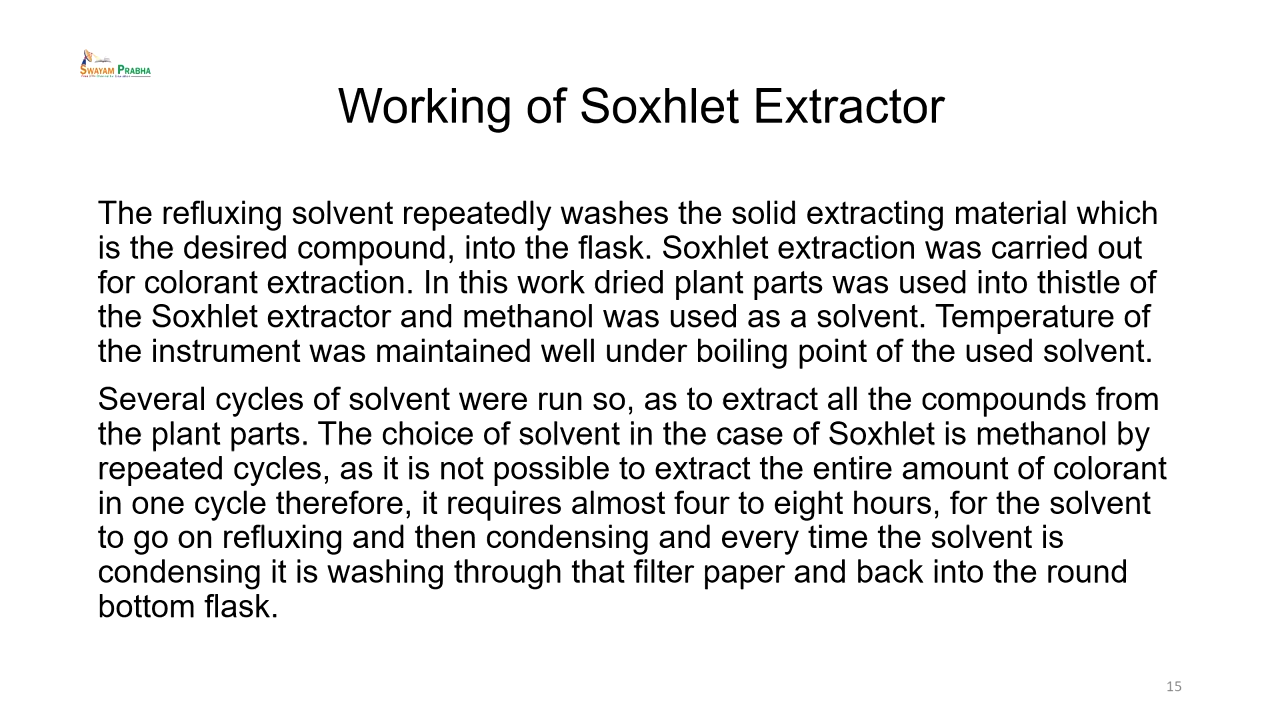 SWAYAM PRABHA
Working of Soxhlet Extractor
The refluxing solvent repeatedly washes the solid extracting material which
is the desired compound, into the flask. Soxhlet extraction was carried out
for colorant extraction. In this work dried plant parts was used into thistle of
the Soxhlet extractor and methanol was used as a solvent. Temperature of
the instrument was maintained well under boiling point of the used solvent.
Several cycles of solvent were run so, as to extract all the compounds from
the plant parts. The choice of solvent in the case of Soxhlet is methanol by
repeated cycles, as it is not possible to extract the entire amount of colorant
in one cycle therefore, it requires almost four to eight hours, for the solvent
to go on refluxing and then condensing and every time the solvent is
condensing it is washing through that filter paper and back into the round
bottom flask.
15